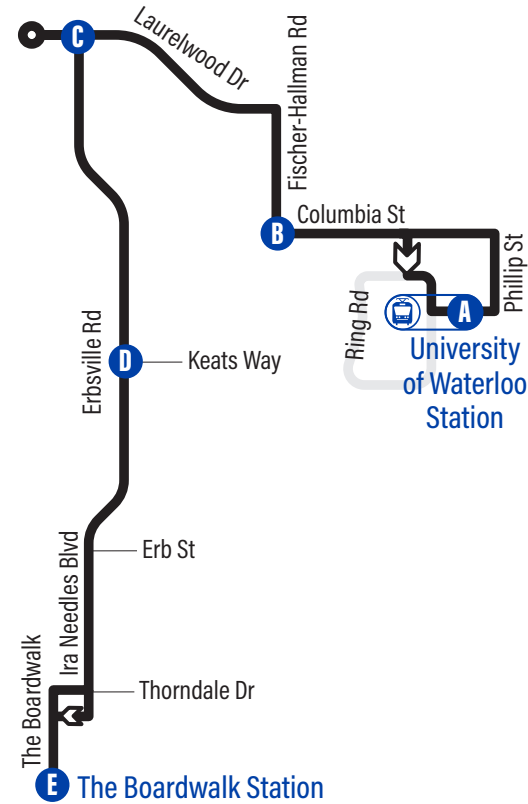 C
Laurelwood Dr
Fischer-Hallman Rd
B
Columbia St
Phillip St
Ring Rd
A
University
of Waterloo
Station
Erbsville Rd
D
Keats Way
Ira Needles Blvd
Erb St
The Boardwalk
Thorndale Dr
E
The Boardwalk Station